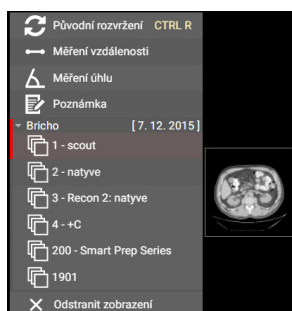 Původní rozvržení CTRL R
Měření vzdálenosti
Měření úhlu
Poznámka
Bricho [ 7. 12. 2015 ]
1 - scout
2 - natyve
3 - Recon 2: natyve
4 - +C
200 - Smart Prep Series
1901
Odstranit zobrazení